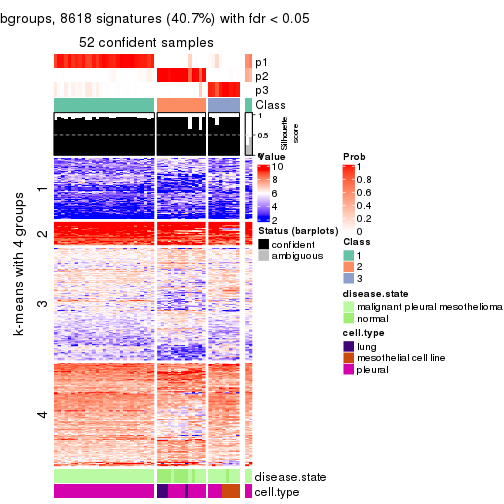 bgroups, 8618 signatures (40.7%) with fdr < 0.05
52 confident samples
p1
p2
p3
Class
1
0.5
0
Silhouette
score
k-means with 4 groups
1
2
3
4
Value
10
8
6
4
2
Status (barplots)
confident
ambiguous
Prob
1
0.8
0.6
0.4
0.2
0
Class
1
2
3
disease.state
malignant pleural mesothelioma
normal
cell.type
lung
mesothelial cell line
pleural
disease.state
cell.type